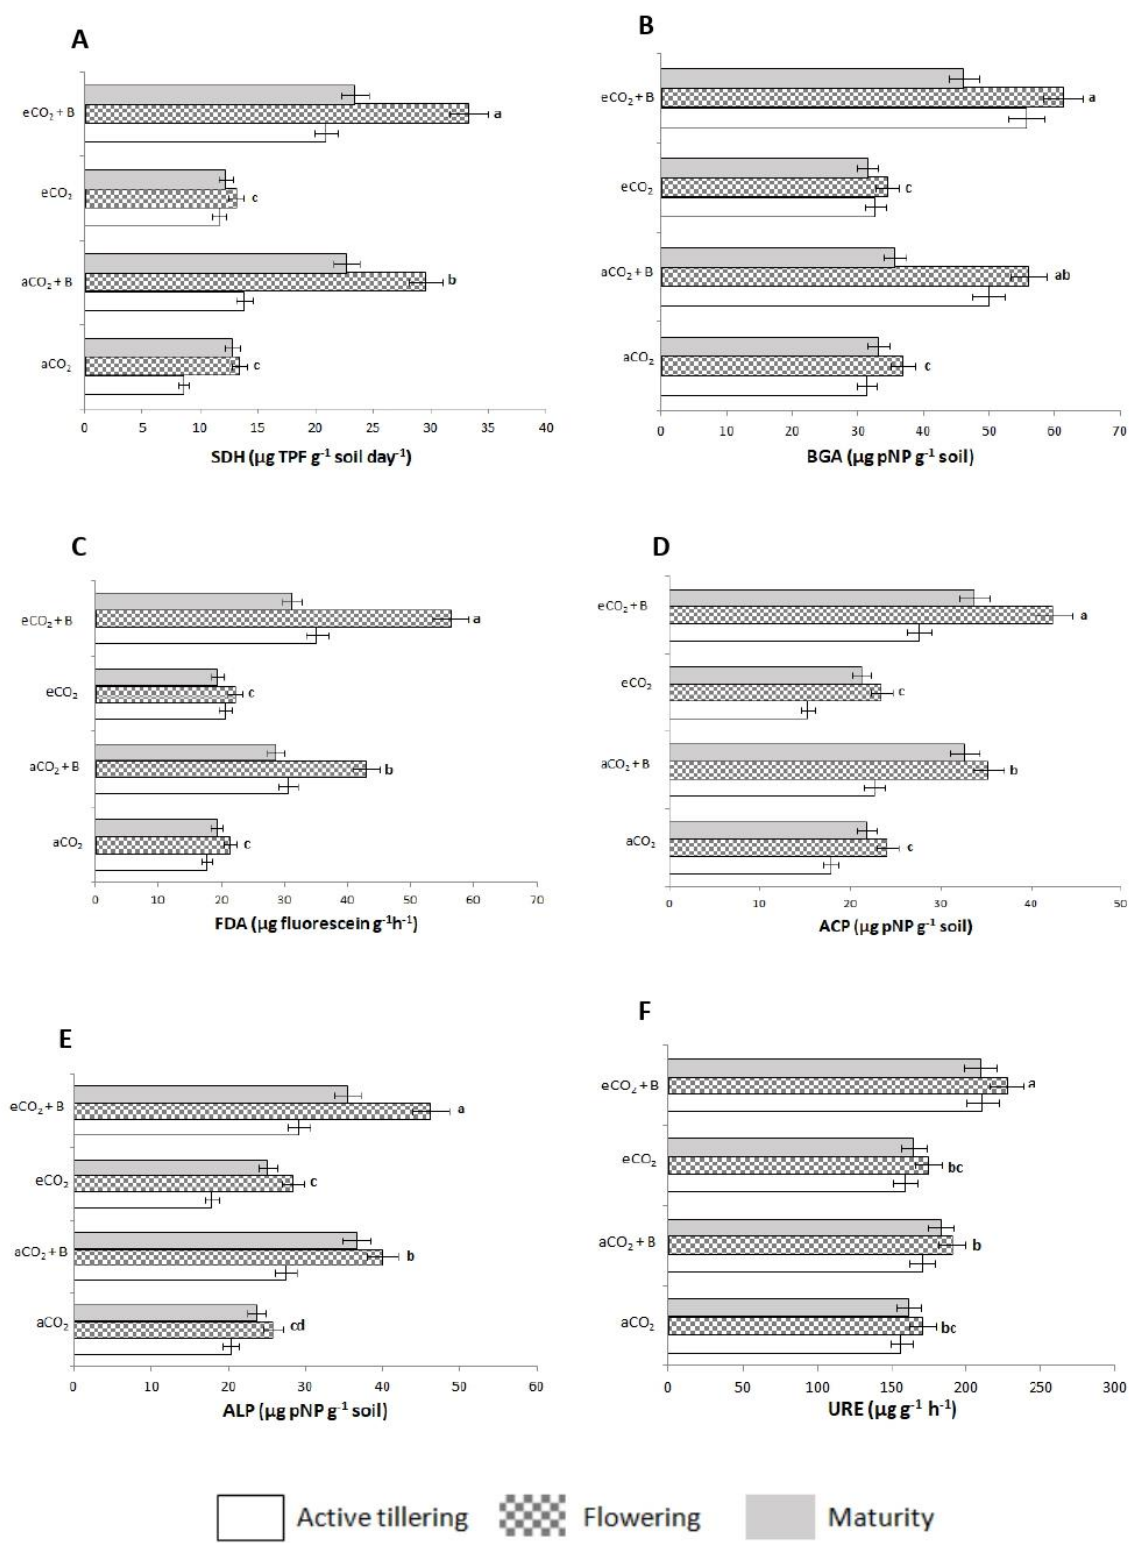 A
eCO₂ + B
a
eCO₂
c
aCO₂ + B
b
aCO₂
c
0 5 10 15 20 25 30 35 40
SDH (µg TPF g⁻¹ soil day⁻¹)
B
eCO₂ + B
a
eCO₂
c
aCO₂ + B
ab
aCO₂
c
0 10 20 30 40 50 60 70
BGA (µg pNP g⁻¹ soil)
C
eCO₂ + B
a
eCO₂
c
aCO₂ + B
b
aCO₂
c
0 10 20 30 40 50 60 70
FDA (µg fluorescein g⁻¹h⁻¹)
D
eCO₂ + B
a
eCO₂
c
aCO₂ + B
b
aCO₂
c
0 10 20 30 40 50
ACP (µg pNP g⁻¹ soil)
E
eCO₂ + B
a
eCO₂
c
aCO₂ + B
b
aCO₂
cd
0 10 20 30 40 50 60
ALP (µg pNP g⁻¹ soil)
F
eCO₂ + B
a
eCO₂
bc
aCO₂ + B
b
aCO₂
bc
0 50 100 150 200 250 300
URE (µg g⁻¹ h⁻¹)
Active tillering Flowering Maturity